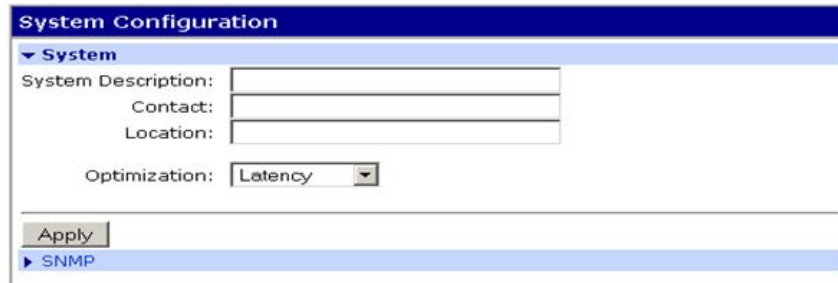 System Configuration
System
System Description:
Contact:
Location:
Optimization: Latency
Apply
SNMP